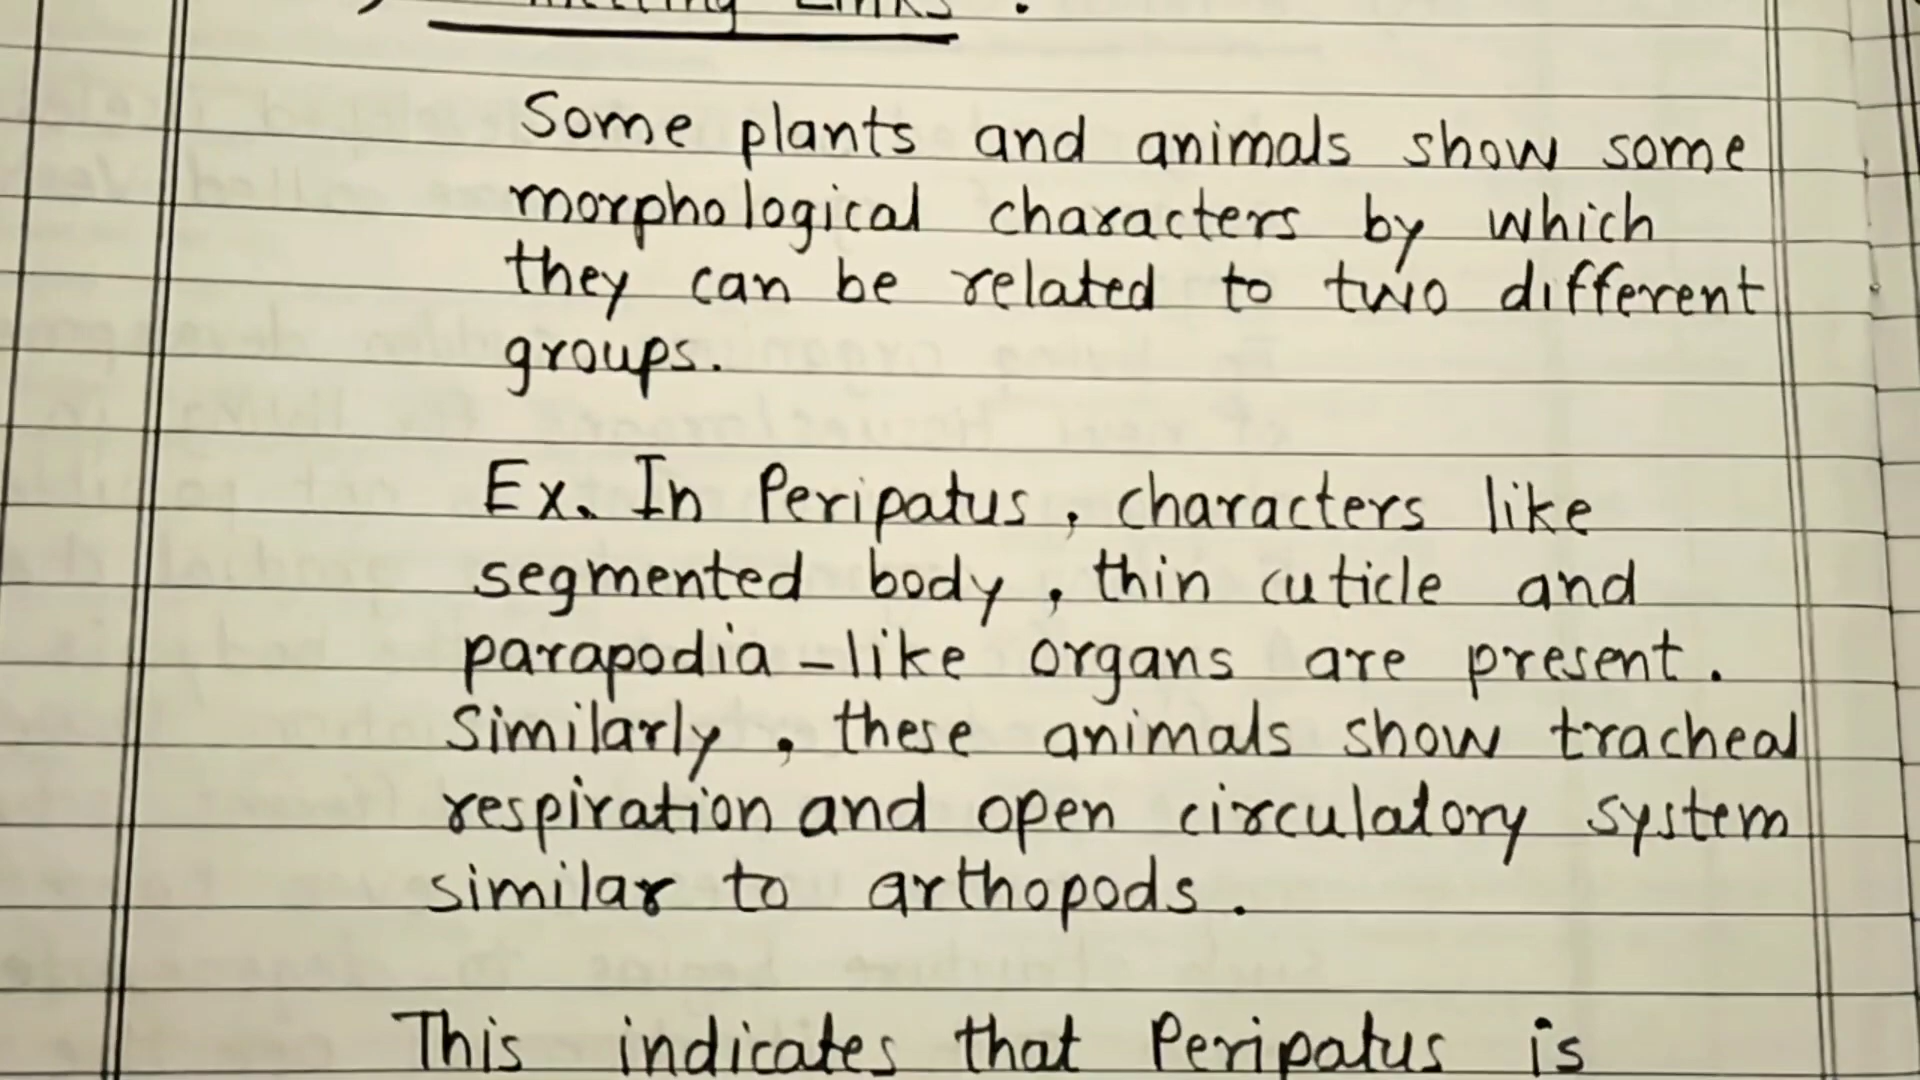 Links.
Some plants and animals show some
morphological characters by which
they can be related to two different
groups.
Ex. In Peripatus, characters like
segmented body, thin cuticle and
parapodia-like organs are present.
Similarly, these animals show tracheal
respiration and open circulatory system
similar to arthopods.
This indicates that Peripatus is